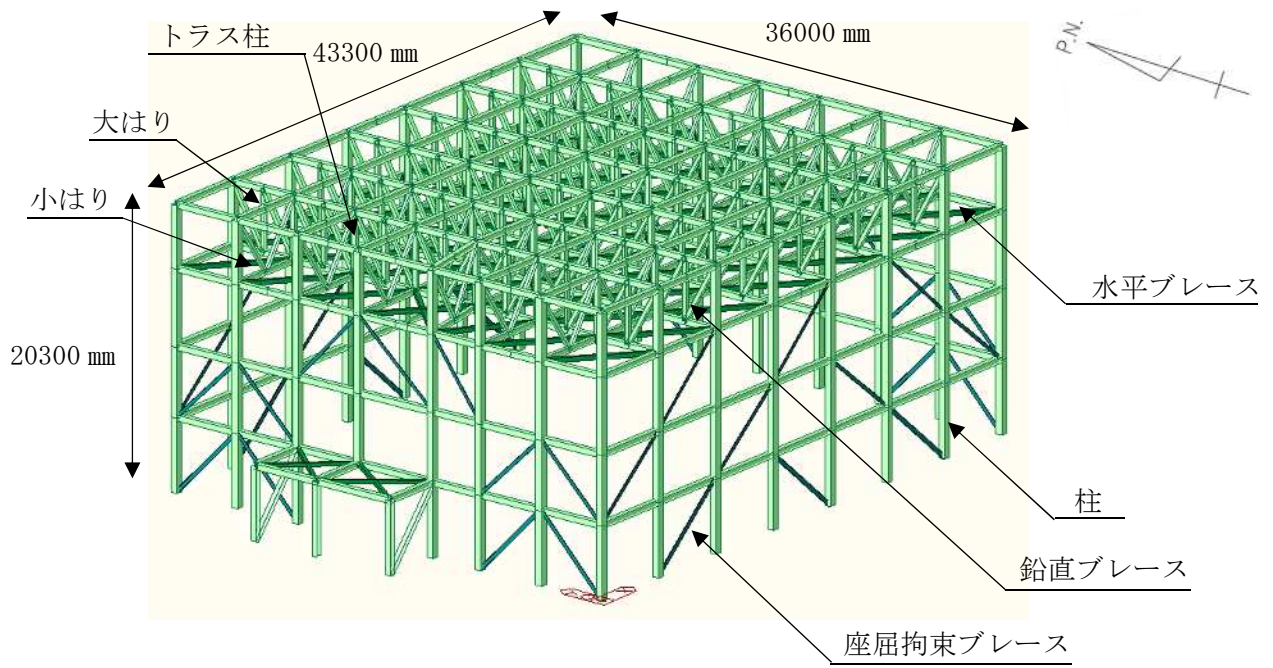 トラス柱
43300 mm
36000 mm
P.N.
大はり
小はり
水平ブレース
20300 mm
柱
鉛直ブレース
座屈拘束ブレース